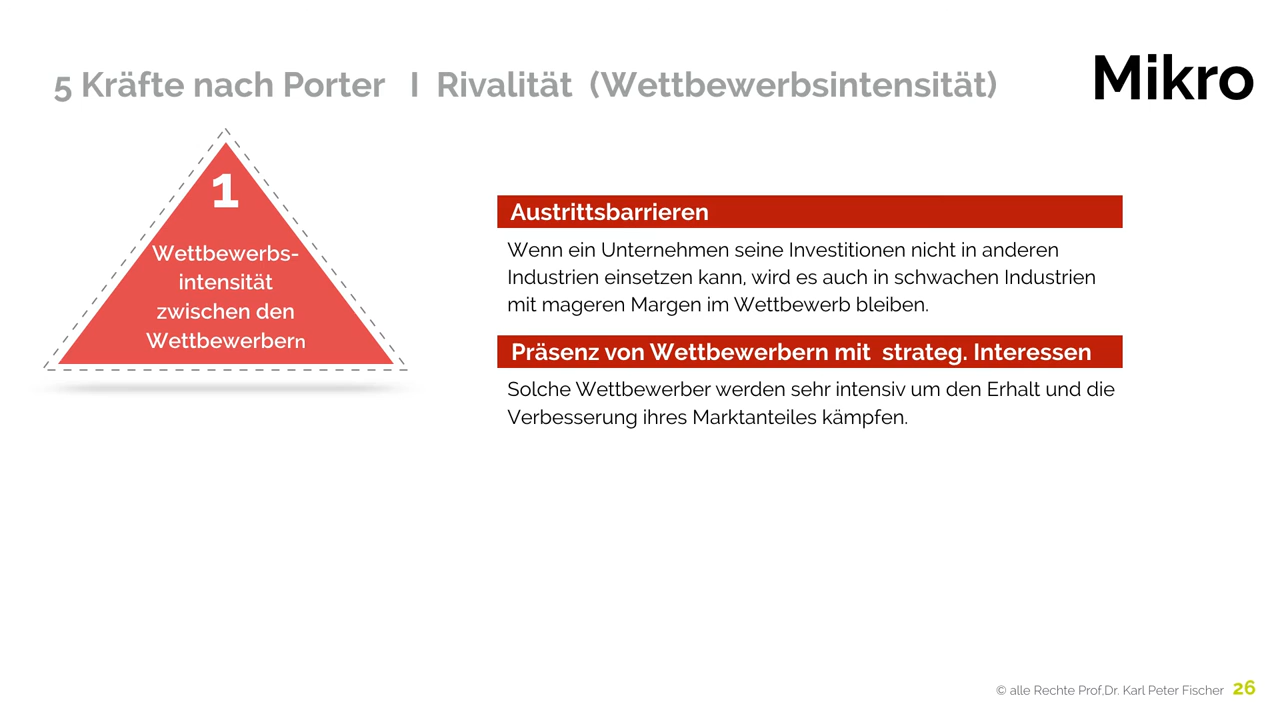 5 Kräfte nach Porter I Rivalität (Wettbewerbsintensität)
Mikro
1
Wettbewerbs-
intensität
zwischen den
Wettbewerbern
Austrittsbarrieren
Wenn ein Unternehmen seine Investitionen nicht in anderen
Industrien einsetzen kann, wird es auch in schwachen Industrien
mit mageren Margen im Wettbewerb bleiben.
Präsenz von Wettbewerbern mit strateg. Interessen
Solche Wettbewerber werden sehr intensiv um den Erhalt und die
Verbesserung ihres Marktanteiles kämpfen.
© alle Rechte Prof.Dr. Karl Peter Fischer 26